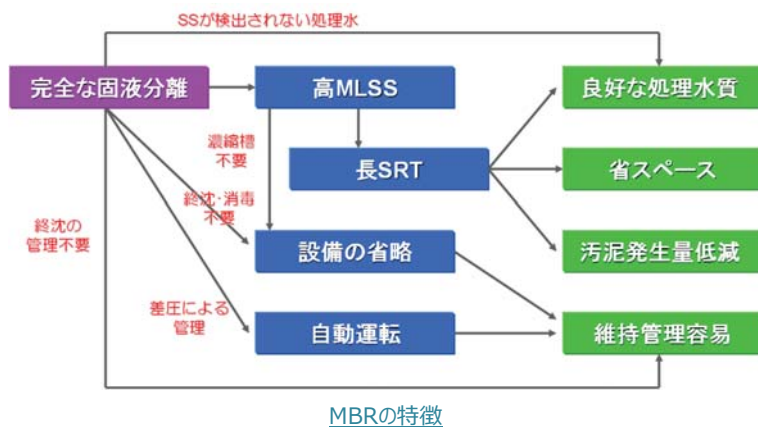 SSが検出されない処理水
完全な固液分離
高MLSS
良好な処理水質
濃縮槽
不要
長SRT
省スペース
終沈・消毒
不要
終沈の
管理不要
設備の省略
汚泥発生量低減
差圧による
管理
自動運転
維持管理容易
MBRの特徴